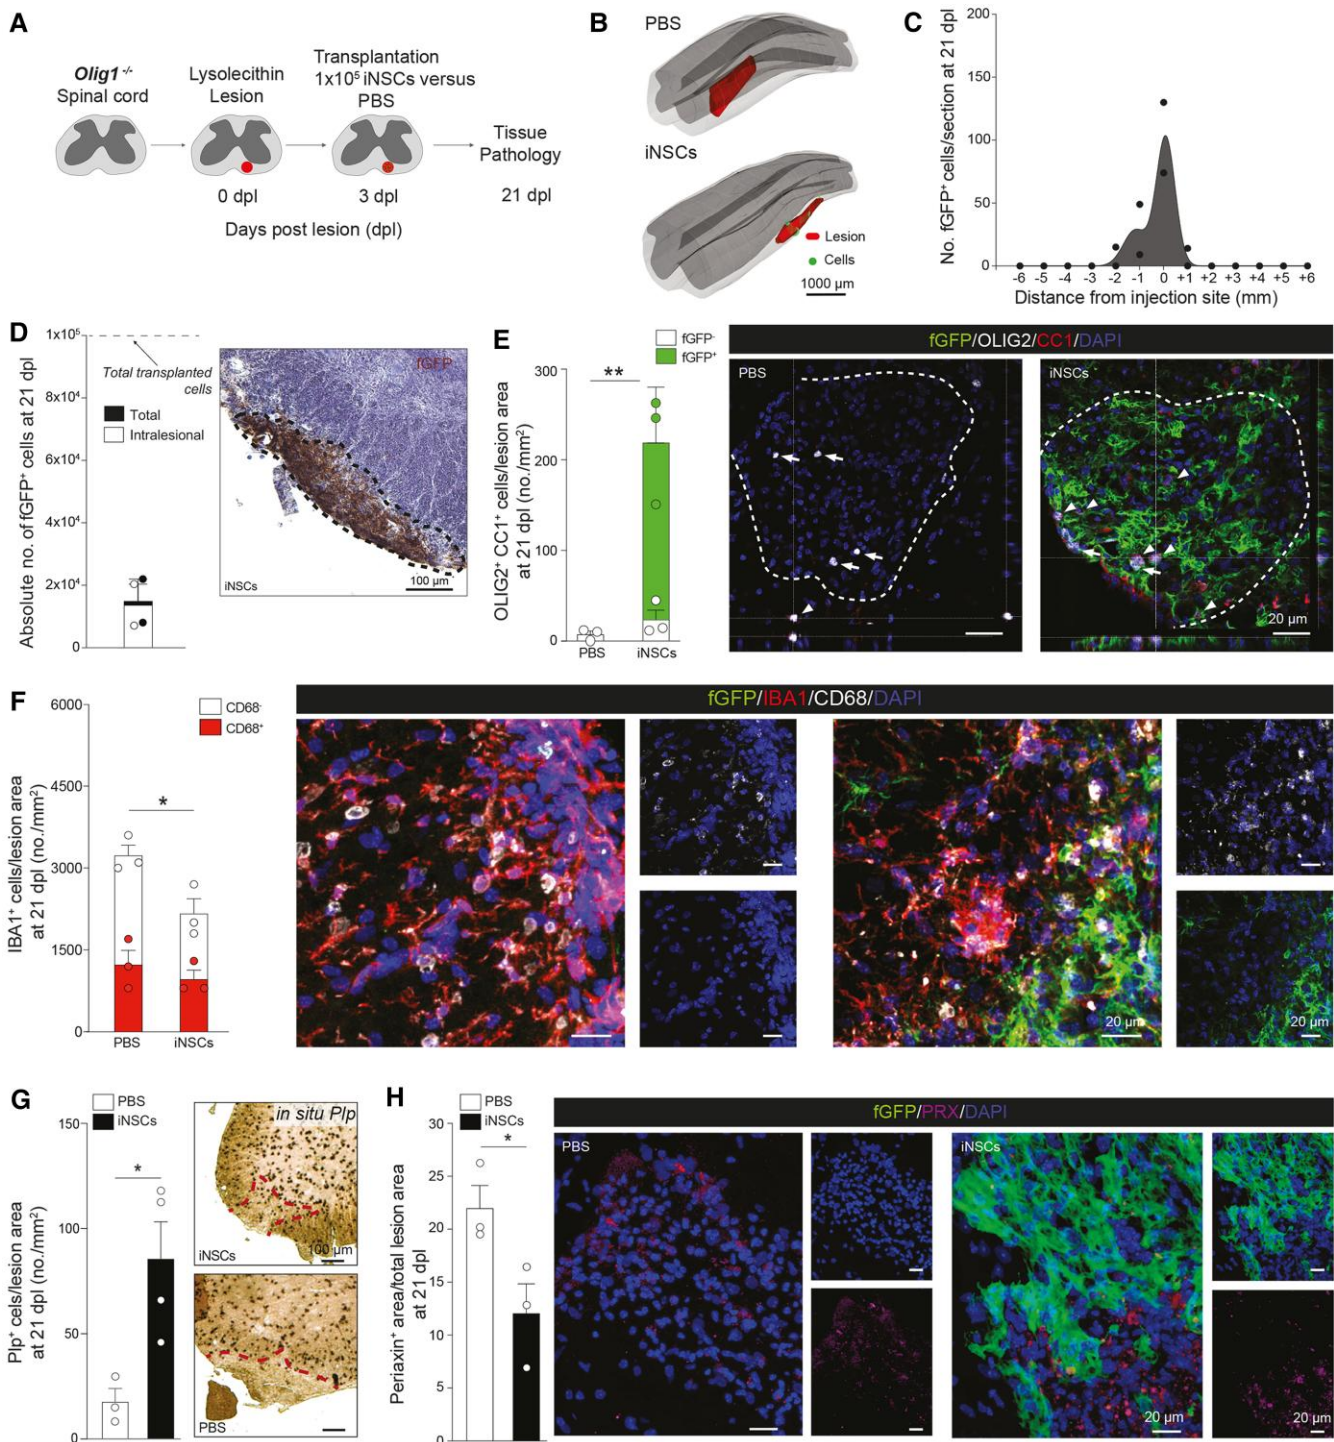 A
Olig1⁻/⁻
Spinal cord
Lysolecithin
Lesion
Transplantation
1x10⁵ iNSCs versus
PBS
Tissue
Pathology
0 dpl
3 dpl
21 dpl
Days post lesion (dpl)
B
PBS
iNSCs
Lesion
Cells
1000 µm
C
No. fGFP⁺ cells/section at 21 dpl
200
150
100
50
0
-6 -5 -4 -3 -2 -1 0 +1 +2 +3 +4 +5 +6
Distance from injection site (mm)
D
Absolute no. of fGFP⁺ cells at 21 dpl
1x10⁵
8x10⁴
6x10⁴
4x10⁴
2x10⁴
0
Total transplanted
cells
Total
Intralesional
fGFP
iNSCs
100 µm
E
OLIG2⁺ CC1⁺ cells/lesion area
at 21 dpl (no./mm²)
300
200
100
0
PBS iNSCs
**
fGFP⁻
fGFP⁺
fGFP/OLIG2/CC1/DAPI
PBS
iNSCs
20 µm
F
IBA1⁺ cells/lesion area
at 21 dpl (no./mm²)
6000
4500
3000
1500
0
PBS iNSCs
*
CD68⁻
CD68⁺
fGFP/IBA1/CD68/DAPI
20 µm
20 µm
G
Plp⁺ cels/lesion area
at 21 dpl (no./mm²)
150
100
50
0
*
PBS
iNSCs
in situ Plp
iNSCs
100 µm
PBS
H
Periaxin⁺ area/total lesion area
at 21 dpl
30
25
20
15
10
5
0
*
PBS
iNSCs
fGFP/PRX/DAPI
PBS
iNSCs
20 µm
20 µm